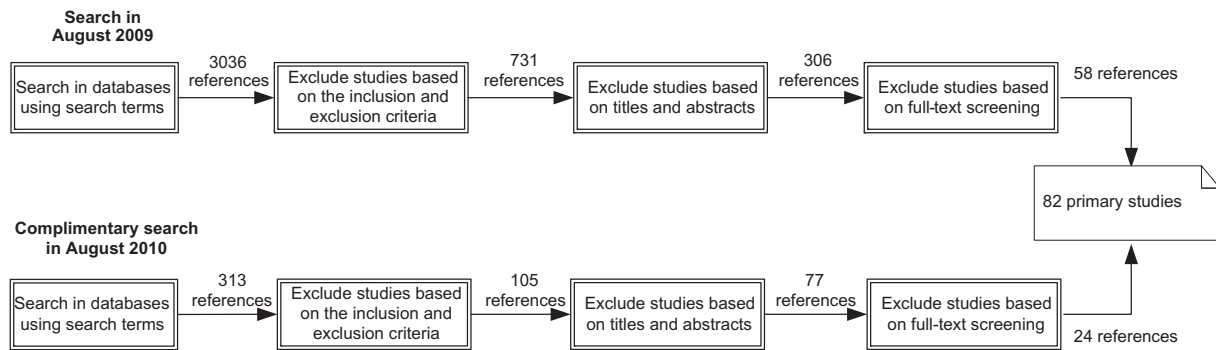 Search in
August 2009
Search in databases
using search terms
3036
references
Exclude studies based
on the inclusion and
exclusion criteria
731
references
Exclude studies based
on titles and abstracts
306
references
Exclude studies based
on full-text screening
58 references
82 primary studies
Complimentary search
in August 2010
Search in databases
using search terms
313
references
Exclude studies based
on the inclusion and
exclusion criteria
105
references
Exclude studies based
on titles and abstracts
77
references
Exclude studies based
on full-text screening
24 references